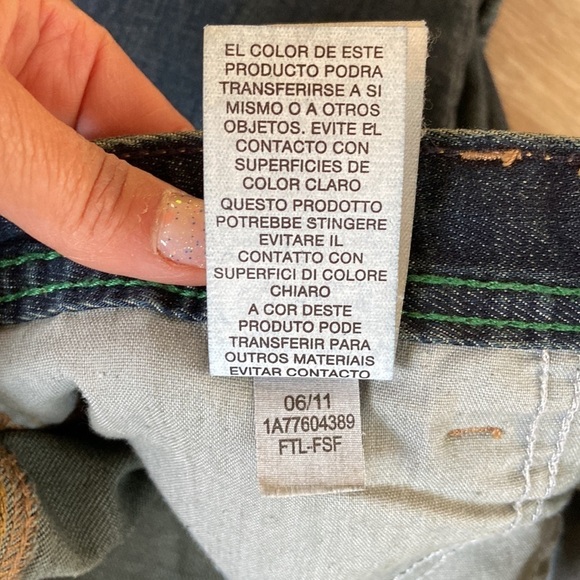 EL COLOR DE ESTE
PRODUCTO PODRA
TRANSFERIRSE A SI
MISMO O A OTROS
OBJETOS. EVITE EL
CONTACTO CON
SUPERFICIES DE
COLOR CLARO
QUESTO PRODOTTO
POTREBBE STINGERE
EVITARE IL
CONTATTO CON
SUPERFICI DI COLORE
CHIARO
A COR DESTE
PRODUTO PODE
TRANSFERIR PARA
OUTROS MATERIAIS
EVITAR CONTACTO
06/11
1A77604389
FTL-FSF